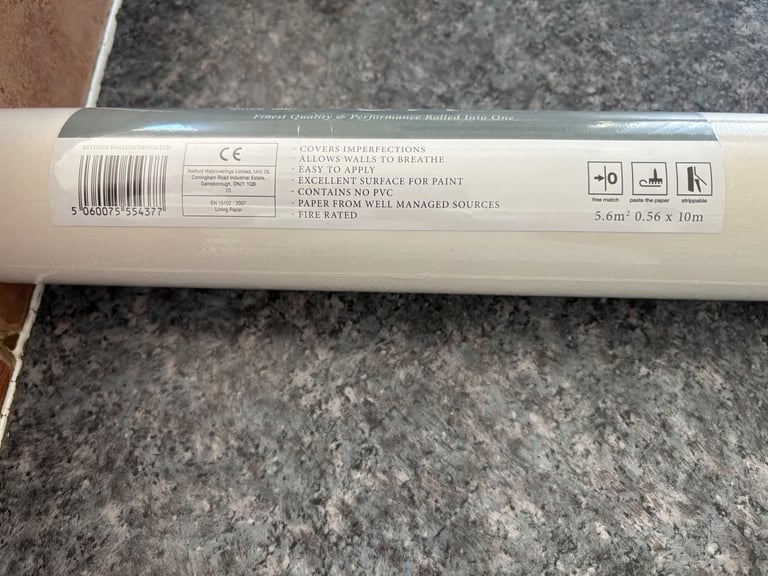 Finest Quality & Performance Rolled Into One
RETFORD WALLCOVERINGS LTD
5 060075 554377
CE
Retford Wallcoverings Limited, Unit 26,
Corringham Road Industrial Estate,
Gainsborough, DN21 1QB
15
EN 15102 : 2007
Lining Paper
- COVERS IMPERFECTIONS
- ALLOWS WALLS TO BREATHE
- EASY TO APPLY
- EXCELLENT SURFACE FOR PAINT
- CONTAINS NO PVC
- PAPER FROM WELL MANAGED SOURCES
- FIRE RATED
0
free match
paste the paper
strippable
5.6m² 0.56 x 10m